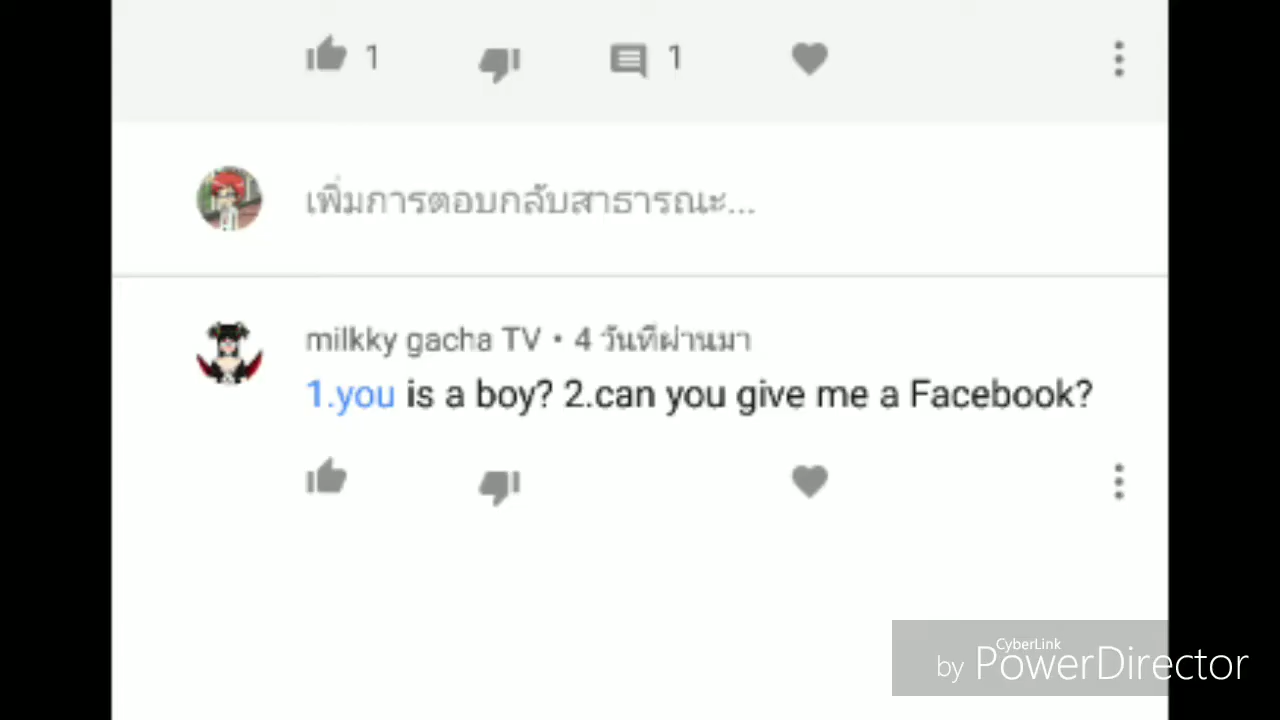 1 1
เพิ่มการตอบกลับสาธารณะ...
milkky gacha TV • 4 วันที่ผ่านมา
1.you is a boy? 2.can you give me a Facebook?
CyberLink
by PowerDirector